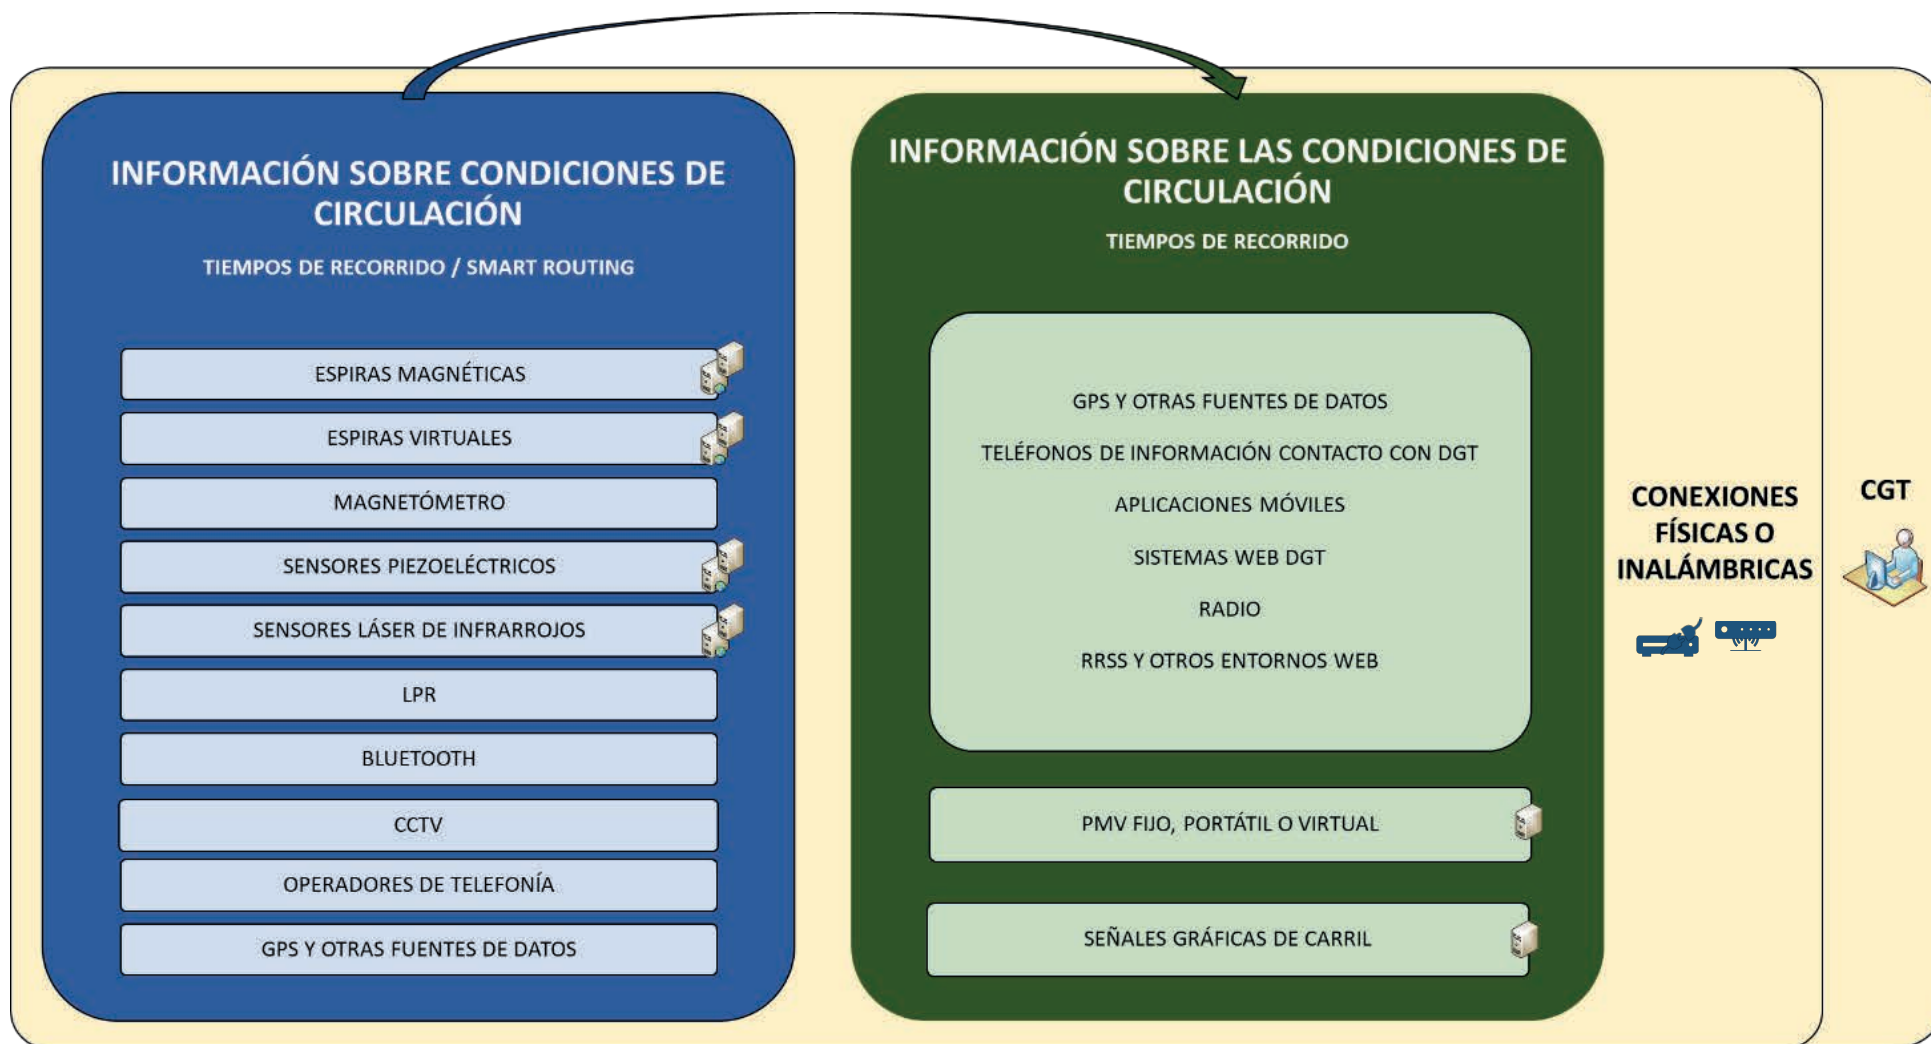 INFORMACIÓN SOBRE CONDICIONES DE
CIRCULACIÓN
TIEMPOS DE RECORRIDO / SMART ROUTING
ESPIRAS MAGNÉTICAS
ESPIRAS VIRTUALES
MAGNETÓMETRO
SENSORES PIEZOELÉCTRICOS
SENSORES LÁSER DE INFRARROJOS
LPR
BLUETOOTH
CCTV
OPERADORES DE TELEFONÍA
GPS Y OTRAS FUENTES DE DATOS
INFORMACIÓN SOBRE LAS CONDICIONES DE
CIRCULACIÓN
TIEMPOS DE RECORRIDO
GPS Y OTRAS FUENTES DE DATOS
TELÉFONOS DE INFORMACIÓN CONTACTO CON DGT
APLICACIONES MÓVILES
SISTEMAS WEB DGT
RADIO
RRSS Y OTROS ENTORNOS WEB
PMV FIJO, PORTÁTIL O VIRTUAL
SEÑALES GRÁFICAS DE CARRIL
CONEXIONES
FÍSICAS O
INALÁMBRICAS
CGT